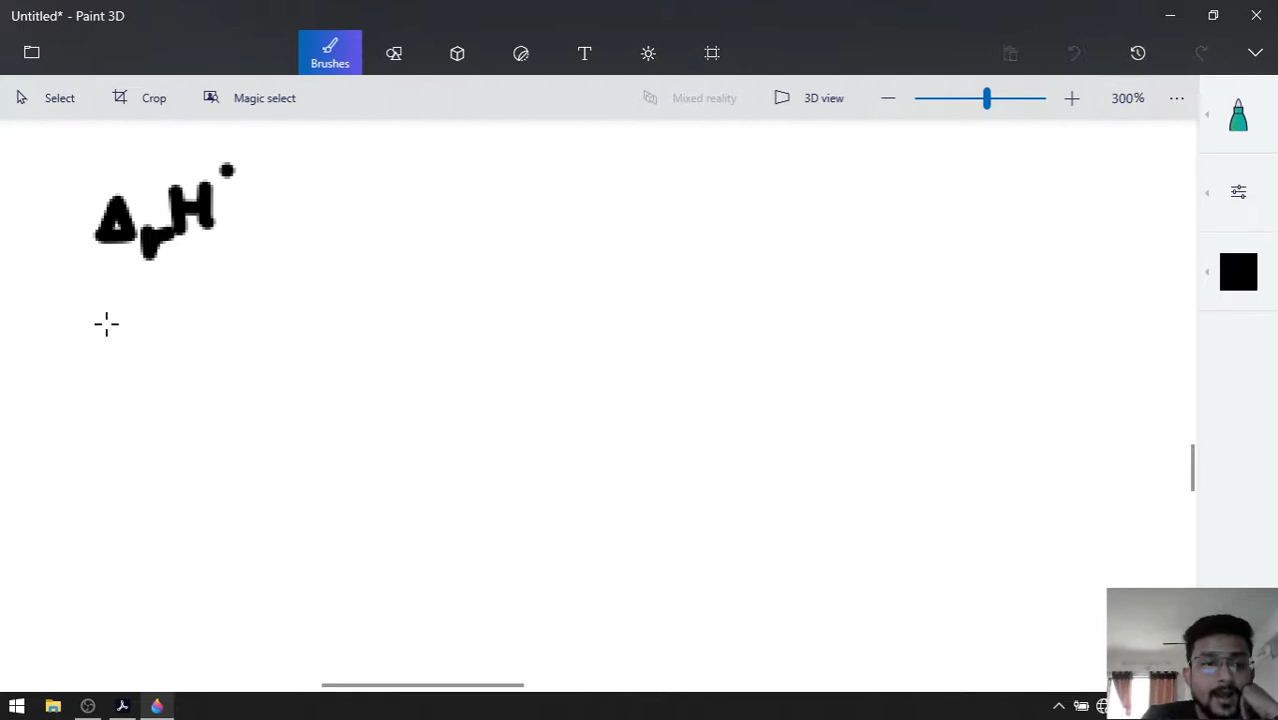 Untitled* - Paint 3D
Brushes
Select Crop Magic select Mixed reality 3D view 300%
ΔrH°